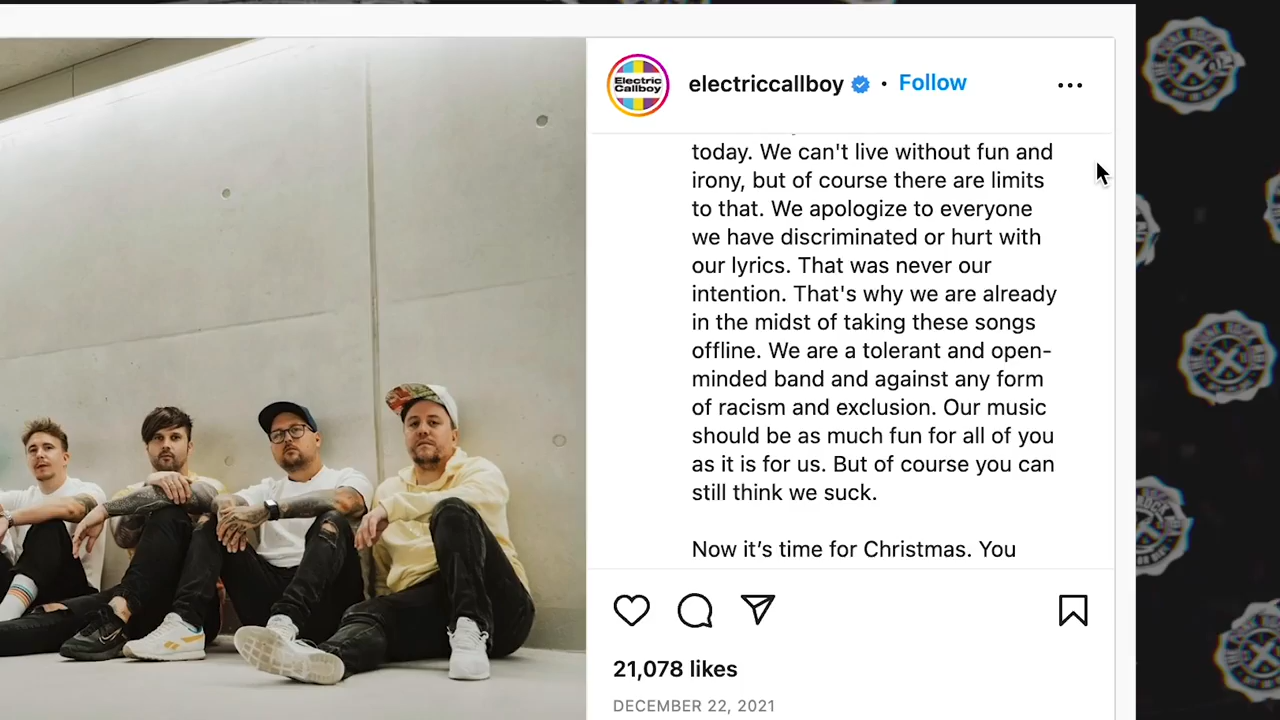 Electric
Callboy
electriccallboy • Follow
today. We can't live without fun and
irony, but of course there are limits
to that. We apologize to everyone
we have discriminated or hurt with
our lyrics. That was never our
intention. That's why we are already
in the midst of taking these songs
offline. We are a tolerant and open-
minded band and against any form
of racism and exclusion. Our music
should be as much fun for all of you
as it is for us. But of course you can
still think we suck.
Now it’s time for Christmas. You
21,078 likes
DECEMBER 22, 2021
THE PUNK ROCK MBA